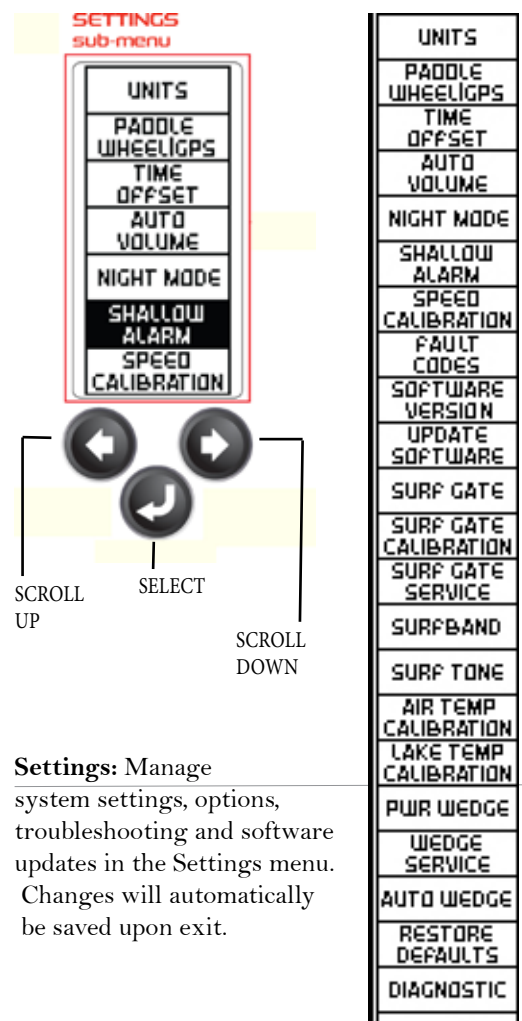 SETTINGS
sub-menu
UNITS
PADDLE
WHEEL|GPS
TIME
OFFSET
AUTO
VOLUME
NIGHT MODE
SHALLOW
ALARM
SPEED
CALIBRATION
SCROLL
UP
SELECT
SCROLL
DOWN
Settings: Manage
system settings, options,
troubleshooting and software
updates in the Settings menu.
Changes will automatically
be saved upon exit.
UNITS
PADDLE
WHEEL|GPS
TIME
OFFSET
AUTO
VOLUME
NIGHT MODE
SHALLOW
ALARM
SPEED
CALIBRATION
FAULT
CODES
SOFTWARE
VERSION
UPDATE
SOFTWARE
SURF GATE
SURF GATE
CALIBRATION
SURF GATE
SERVICE
SURFBAND
SURF TONE
AIR TEMP
CALIBRATION
LAKE TEMP
CALIBRATION
PWR WEDGE
WEDGE
SERVICE
AUTO WEDGE
RESTORE
DEFAULTS
DIAGNOSTIC